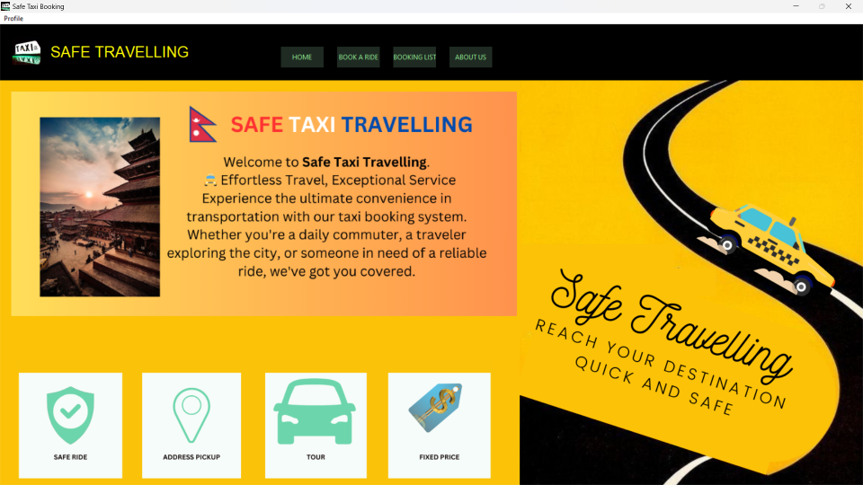 Safe Taxi Booking
Profile
TAXI
SAFE TRAVELLING
HOME
BOOK A RIDE
BOOKING LIST
ABOUT US
SAFE TAXI TRAVELLING
Welcome to Safe Taxi Travelling.
🚖 Effortless Travel, Exceptional Service
Experience the ultimate convenience in
transportation with our taxi booking system.
Whether you're a daily commuter, a traveler
exploring the city, or someone in need of a reliable
ride, we've got you covered.
Safe Travelling
REACH YOUR DESTINATION
QUICK AND SAFE
SAFE RIDE
ADDRESS PICKUP
TOUR
FIXED PRICE